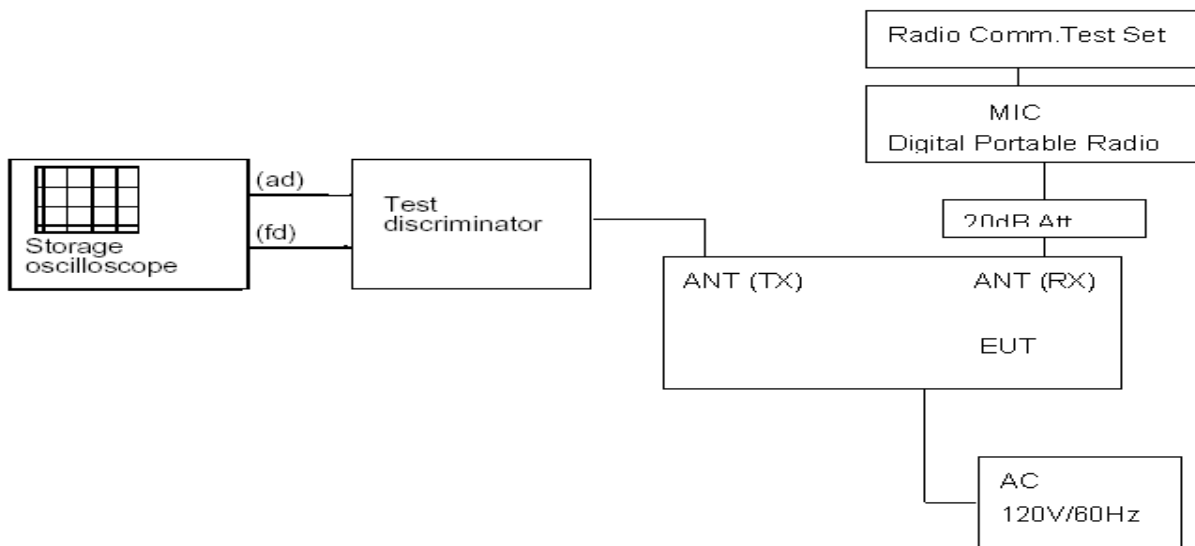 Radio Comm.Test Set
MIC
Digital Portable Radio
(ad)
(fd)
Storage
oscilloscope
Test
discriminator
20dB Att
ANT (TX)
ANT (RX)
EUT
AC
120V/60Hz